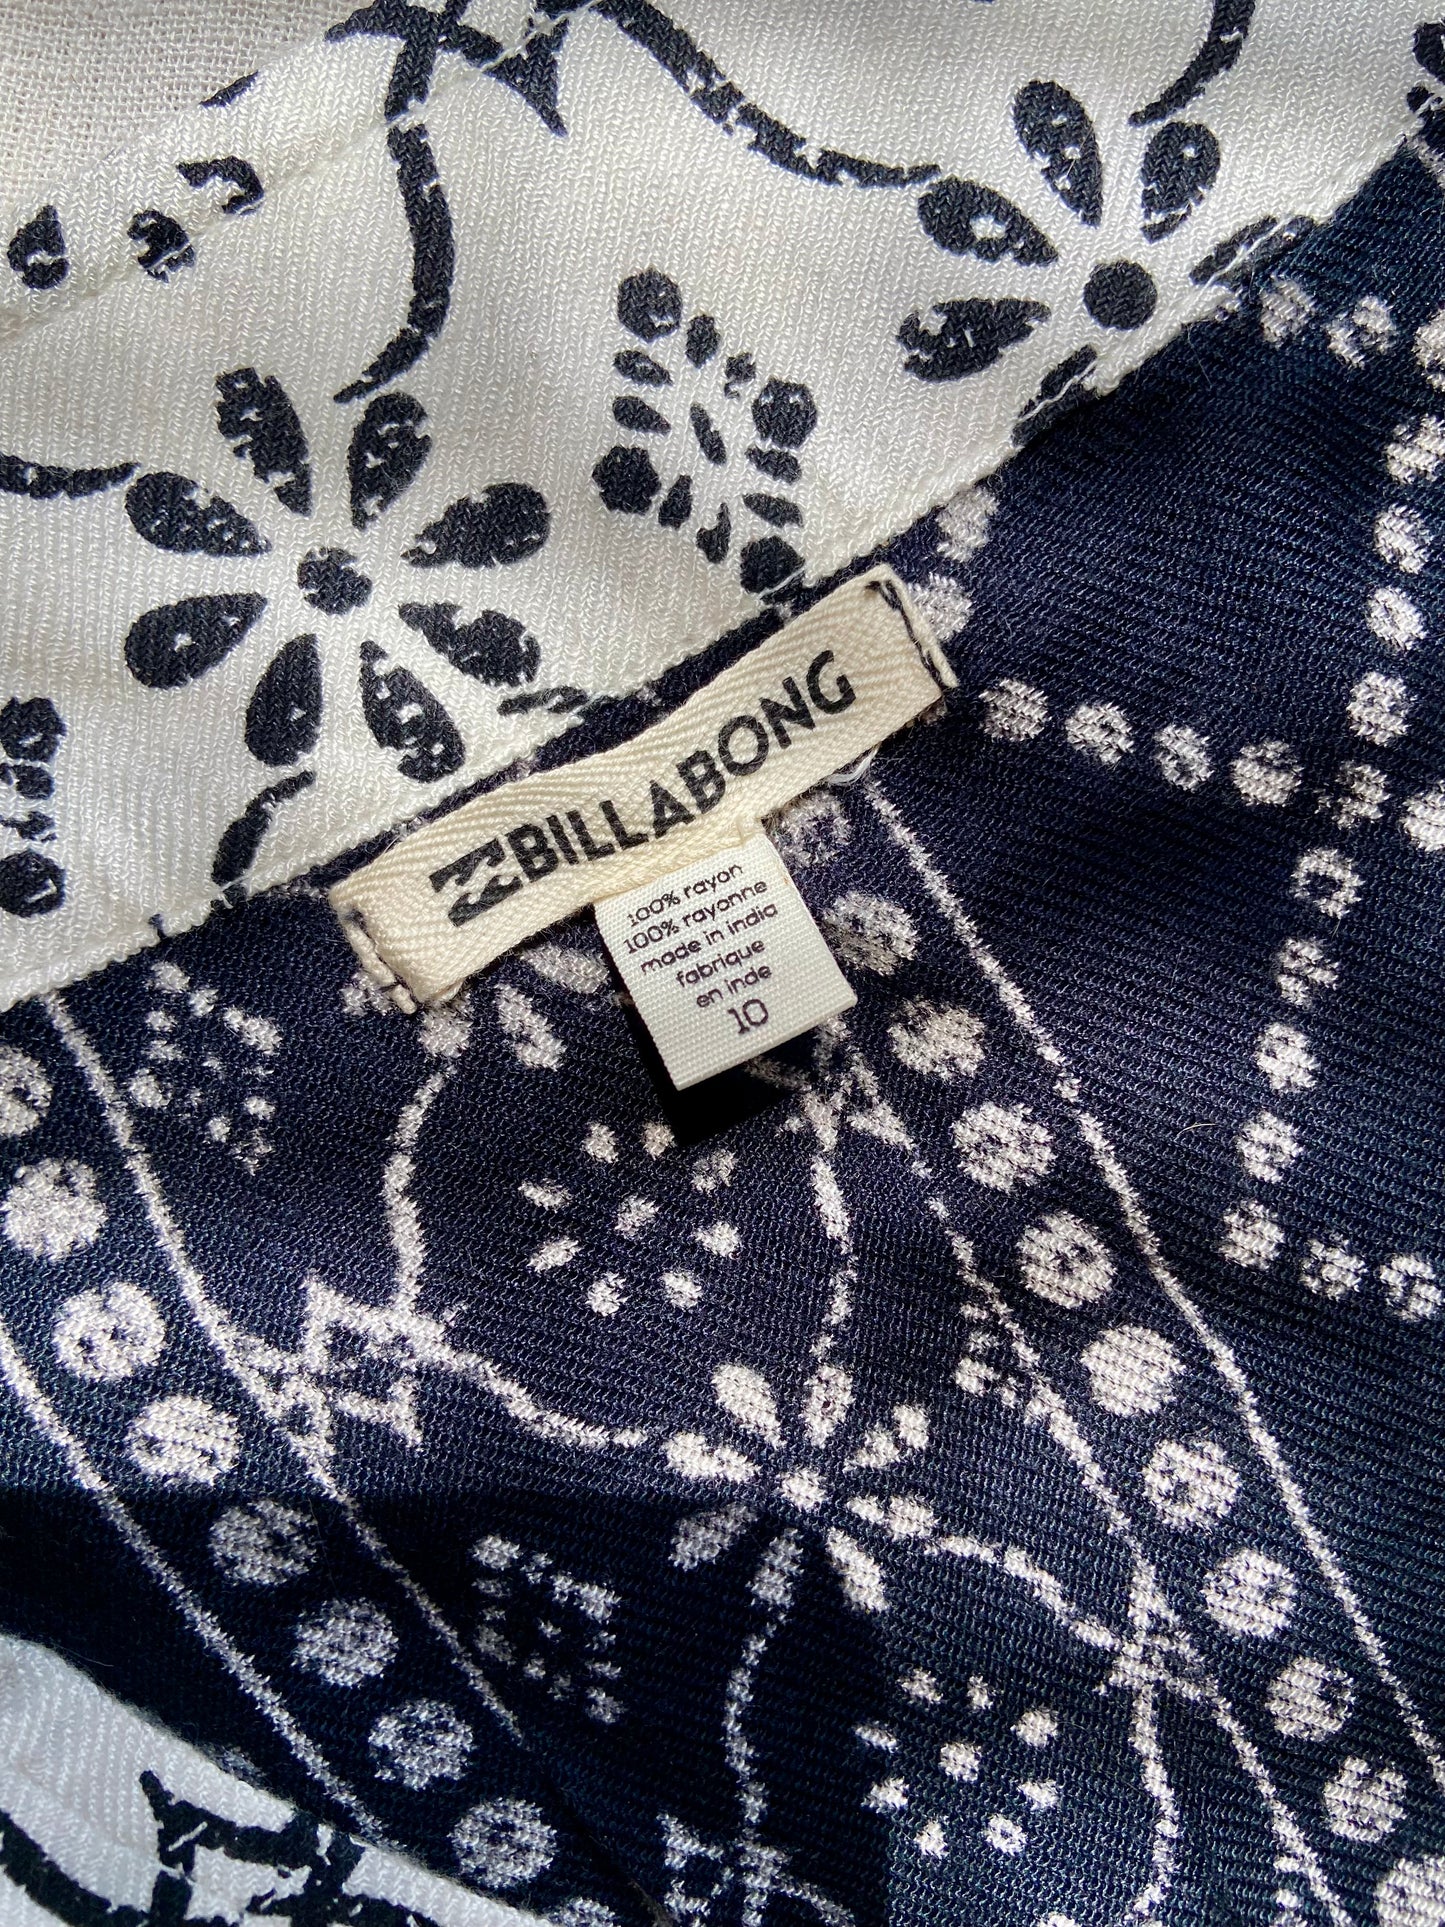 BILLABONG
100% rayon
100% rayonne
made in india
fabrique
en inde
10